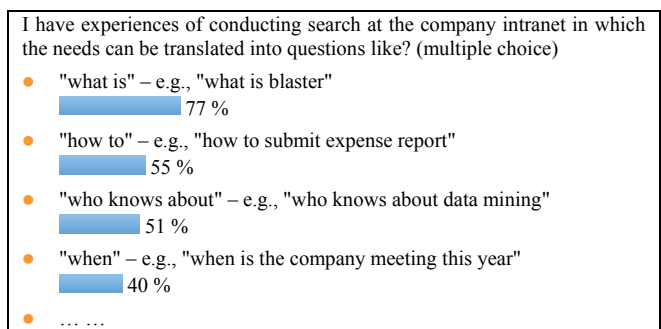 I have experiences of conducting search at the company intranet in which
the needs can be translated into questions like? (multiple choice)
● "what is" – e.g., "what is blaster"
77 %
● "how to" – e.g., "how to submit expense report"
55 %
● "who knows about" – e.g., "who knows about data mining"
51 %
● "when" – e.g., "when is the company meeting this year"
40 %
● … …